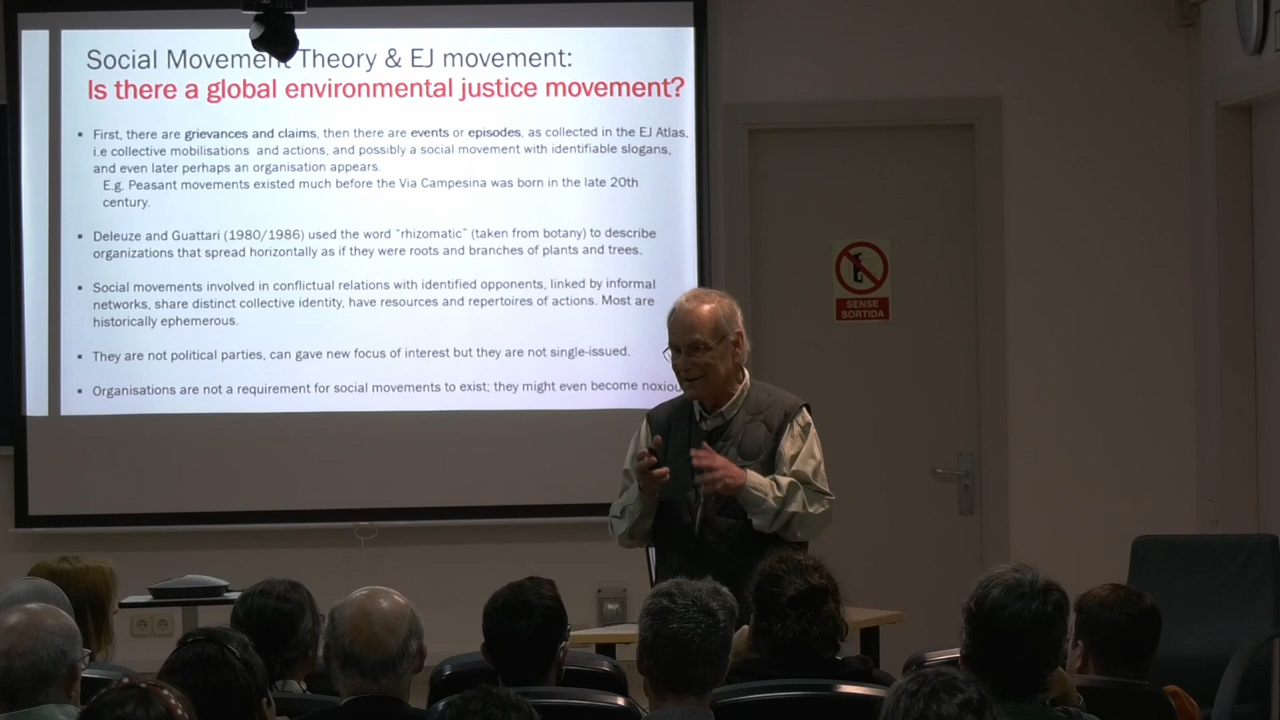 Social Movement Theory & EJ movement:
Is there a global environmental justice movement?
▪ First, there are grievances and claims, then there are events or episodes, as collected in the EJ Atlas,
i.e collective mobilisations and actions, and possibly a social movement with identifiable slogans,
and even later perhaps an organisation appears.
E.g. Peasant movements existed much before the Via Campesina was born in the late 20th
century.
▪ Deleuze and Guattari (1980/1986) used the word "rhizomatic" (taken from botany) to describe
organizations that spread horizontally as if they were roots and branches of plants and trees.
▪ Social movements involved in conflictual relations with identified opponents, linked by informal
networks, share distinct collective identity, have resources and repertoires of actions. Most are
historically ephemerous.
▪ They are not political parties, can gave new focus of interest but they are not single-issued.
▪ Organisations are not a requirement for social movements to exist; they might even become noxiou
SENSE
SORTIDA